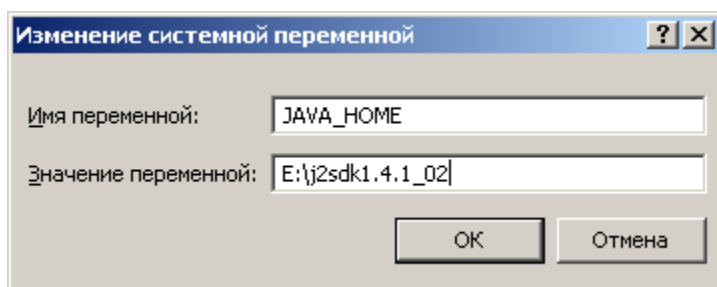 Изменение системной переменной
Имя переменной: JAVA_HOME
Значение переменной: E:\j2sdk1.4.1_02
OK Отмена